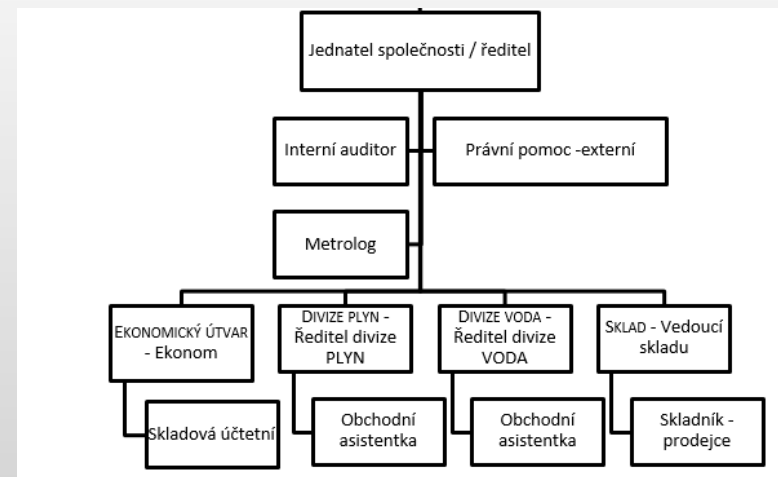 Jednatel společnosti / ředitel
Interní auditor
Právní pomoc -externí
Metrolog
EKONOMICKÝ ÚTVAR
- Ekonom
DIVIZE PLYN -
Ředitel divize
PLYN
DIVIZE VODA -
Ředitel divize
VODA
SKLAD - Vedoucí
skladu
Skladová účtetní
Obchodní
asistentka
Obchodní
asistentka
Skladník -
prodejce